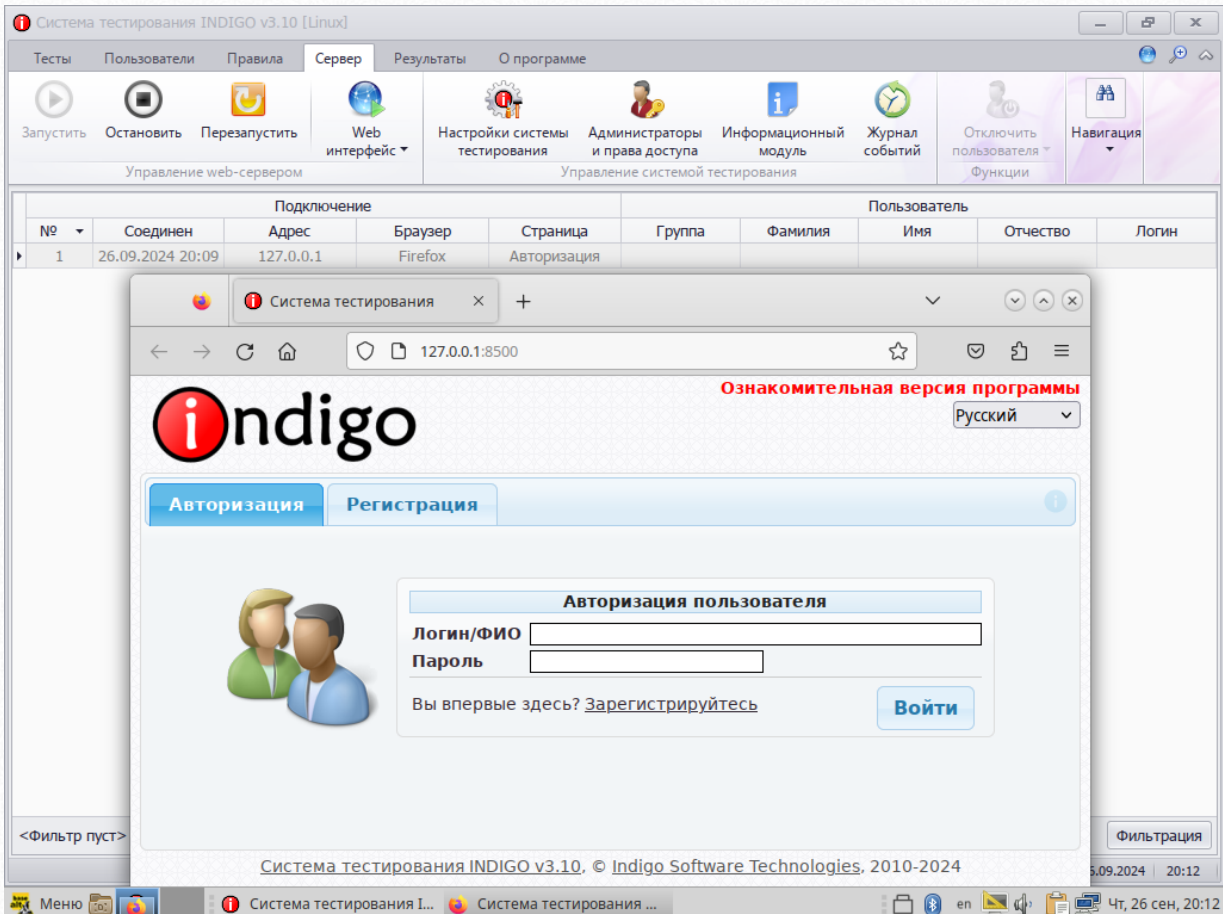 Система тестирования INDIGO v3.10 [Linux]
Тесты Пользователи Правила Сервер Результаты О программе
Запустить Остановить Перезапустить Web интерфейс Настройки системы тестирования Администраторы и права доступа Информационный модуль Журнал событий Отключить пользователя Навигация
Управление web-сервером Управление системой тестирования Функции
Подключение Пользователь
№ Соединен Адрес Браузер Страница Группа Фамилия Имя Отчество Логин
1 26.09.2024 20:09 127.0.0.1 Firefox Авторизация
Система тестирования
127.0.0.1:8500
indigo
Ознакомительная версия программы
Русский
Авторизация Регистрация
Авторизация пользователя
Логин/ФИО
Пароль
Вы впервые здесь? Зарегистрируйтесь Войти
<Фильтр пуст> Фильтрация
Система тестирования INDIGO v3.10, © Indigo Software Technologies, 2010-2024
.09.2024 20:12
Меню Система тестирования I... Система тестирования ... en Чт, 26 сен, 20:12